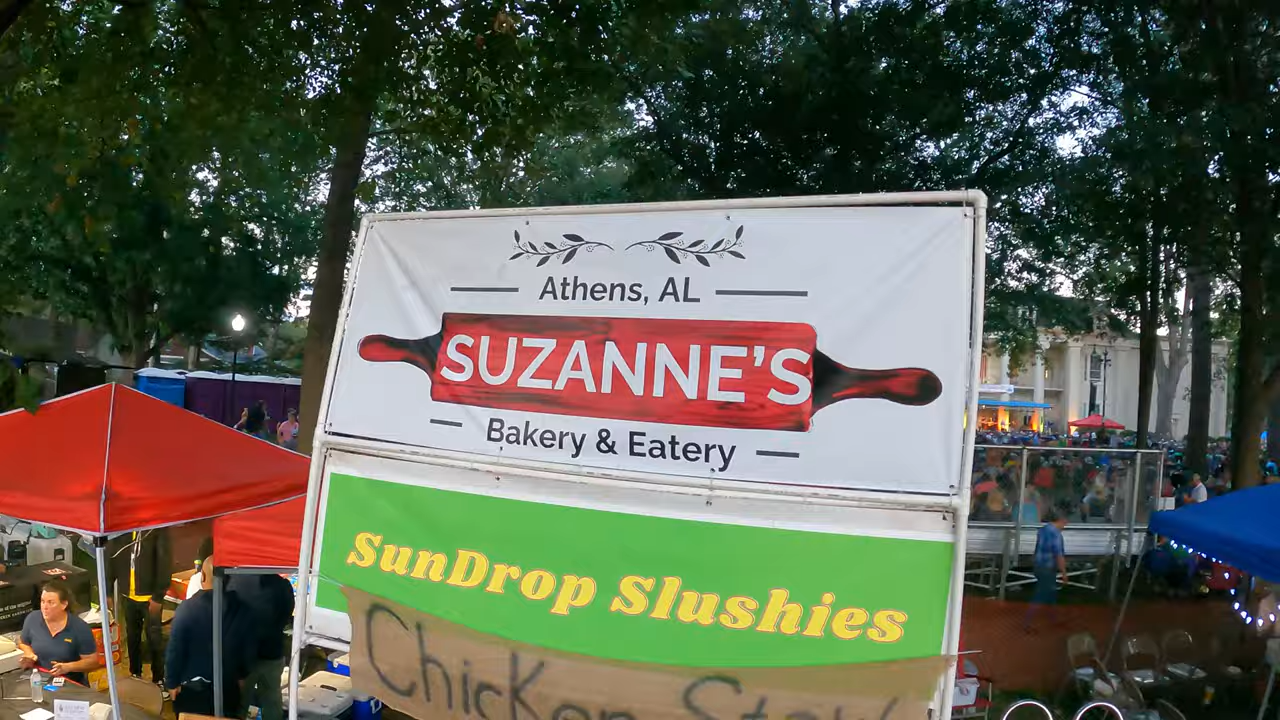 Athens, AL
SUZANNE'S
Bakery & Eatery
SunDrop Slushies
Chicken